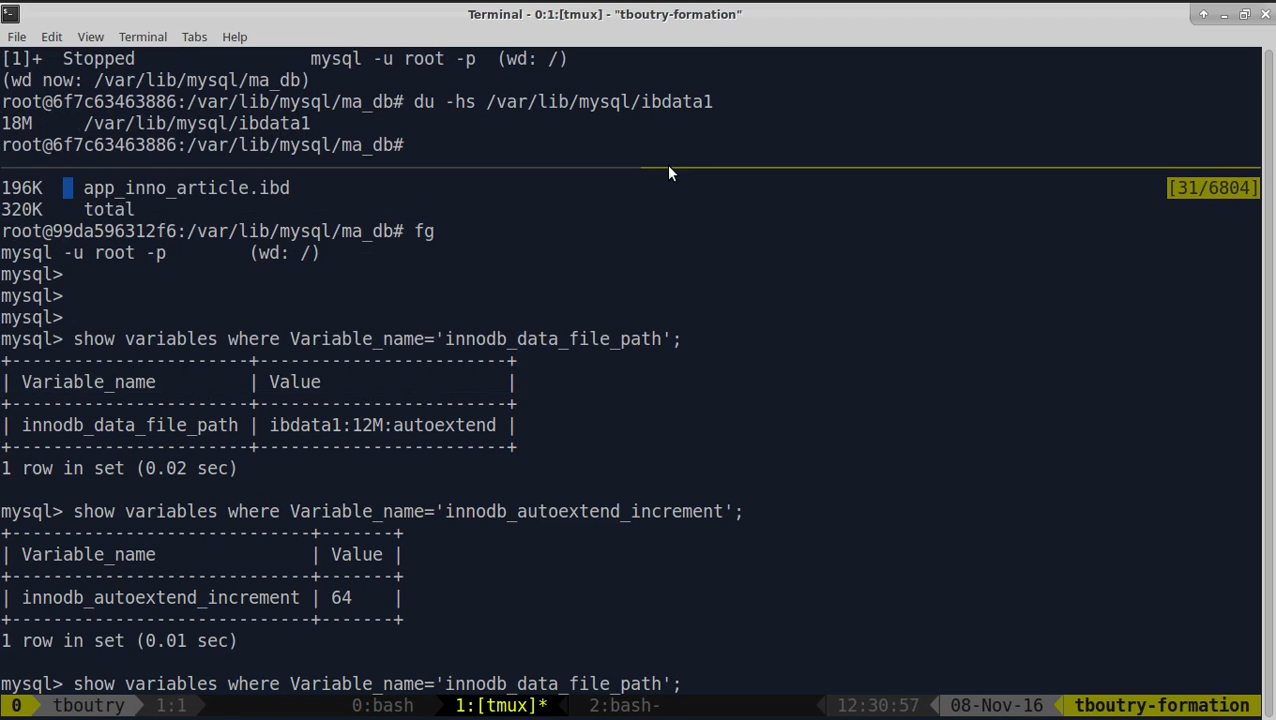 Terminal - 0:1:[tmux] - "tboutry-formation"
File Edit View Terminal Tabs Help
[1]+  Stopped                 mysql -u root -p  (wd: /)
(wd now: /var/lib/mysql/ma_db)
root@6f7c63463886:/var/lib/mysql/ma_db# du -hs /var/lib/mysql/ibdata1
18M     /var/lib/mysql/ibdata1
root@6f7c63463886:/var/lib/mysql/ma_db#
196K    app_inno_article.ibd [31/6804]
320K    total
root@99da596312f6:/var/lib/mysql/ma_db# fg
mysql -u root -p        (wd: /)
mysql>
mysql>
mysql>
mysql> show variables where Variable_name='innodb_data_file_path';
+-----------------------+------------------------+
| Variable_name         | Value                  |
+-----------------------+------------------------+
| innodb_data_file_path | ibdata1:12M:autoextend |
+-----------------------+------------------------+
1 row in set (0.02 sec)
mysql> show variables where Variable_name='innodb_autoextend_increment';
+-----------------------------+-------+
| Variable_name               | Value |
+-----------------------------+-------+
| innodb_autoextend_increment | 64    |
+-----------------------------+-------+
1 row in set (0.01 sec)
mysql> show variables where Variable_name='innodb_data_file_path';
0 tboutry 1:1 0:bash 1:[tmux]* 2:bash- 12:30:57 08-Nov-16 tboutry-formation